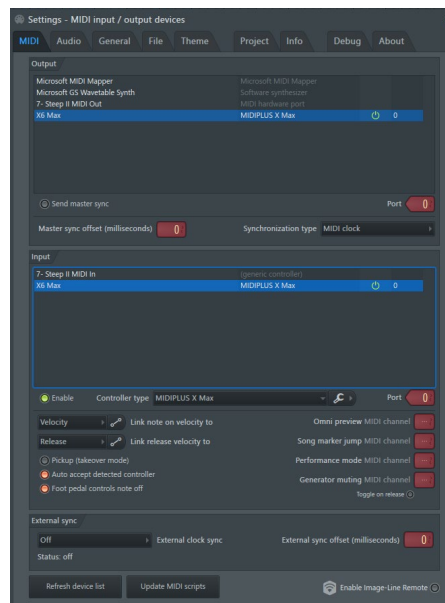 Settings - MIDI input / output devices
MIDI Audio General File Theme Project Info Debug About
Output
Microsoft MIDI Mapper Microsoft MIDI Mapper
Microsoft GS Wavetable Synth Software synthesizer
7- Steep II MIDI Out MIDI hardware port
X6 Max MIDIPLUS X Max 0
Send master sync Port 0
Master sync offset (milliseconds) 0 Synchronization type MIDI clock
Input
7- Steep II MIDI In (generic controller)
X6 Max MIDIPLUS X Max 0
Enable Controller type MIDIPLUS X Max Port 0
Velocity Link note on velocity to Omni preview MIDI channel ---
Release Link release velocity to Song marker jump MIDI channel ---
Pickup (takeover mode) Performance mode MIDI channel ---
Auto accept detected controller Generator muting MIDI channel ---
Foot pedal controls note off Toggle on release
External sync
Off External clock sync External sync offset (milliseconds) 0
Status: off
Refresh device list Update MIDI scripts Enable Image-Line Remote